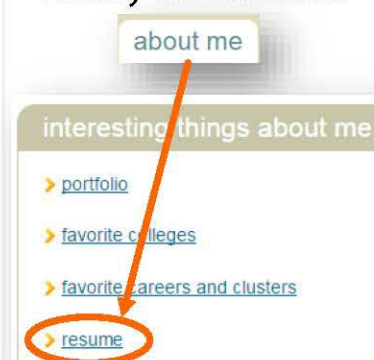 about me
interesting things about me
portfolio
favorite colleges
favorite careers and clusters
resume